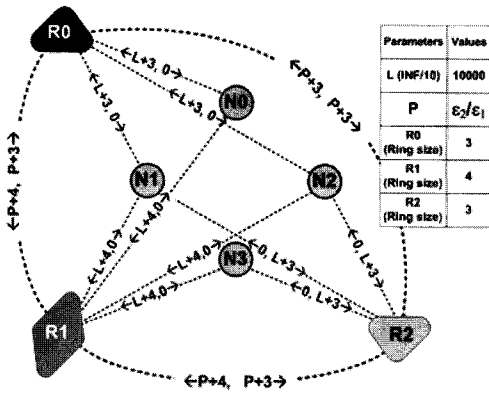 R0
←L+3, 0→
←L+3, 0→
←L+3, 0→
←P+3, P+3→
N0
N1
N2
N3
←P+4, P+3→
←L+4,0→
←L+4,0→
←L+4,0→
←L+4,0→
←0, L+3→
←0, L+3→
←0, L+3→
R1
R2
←P+4, P+3→
Parameters Values
L (INF/10) 10000
P ε2/ε1
R0
(Ring size) 3
R1
(Ring size) 4
R2
(Ring size) 3